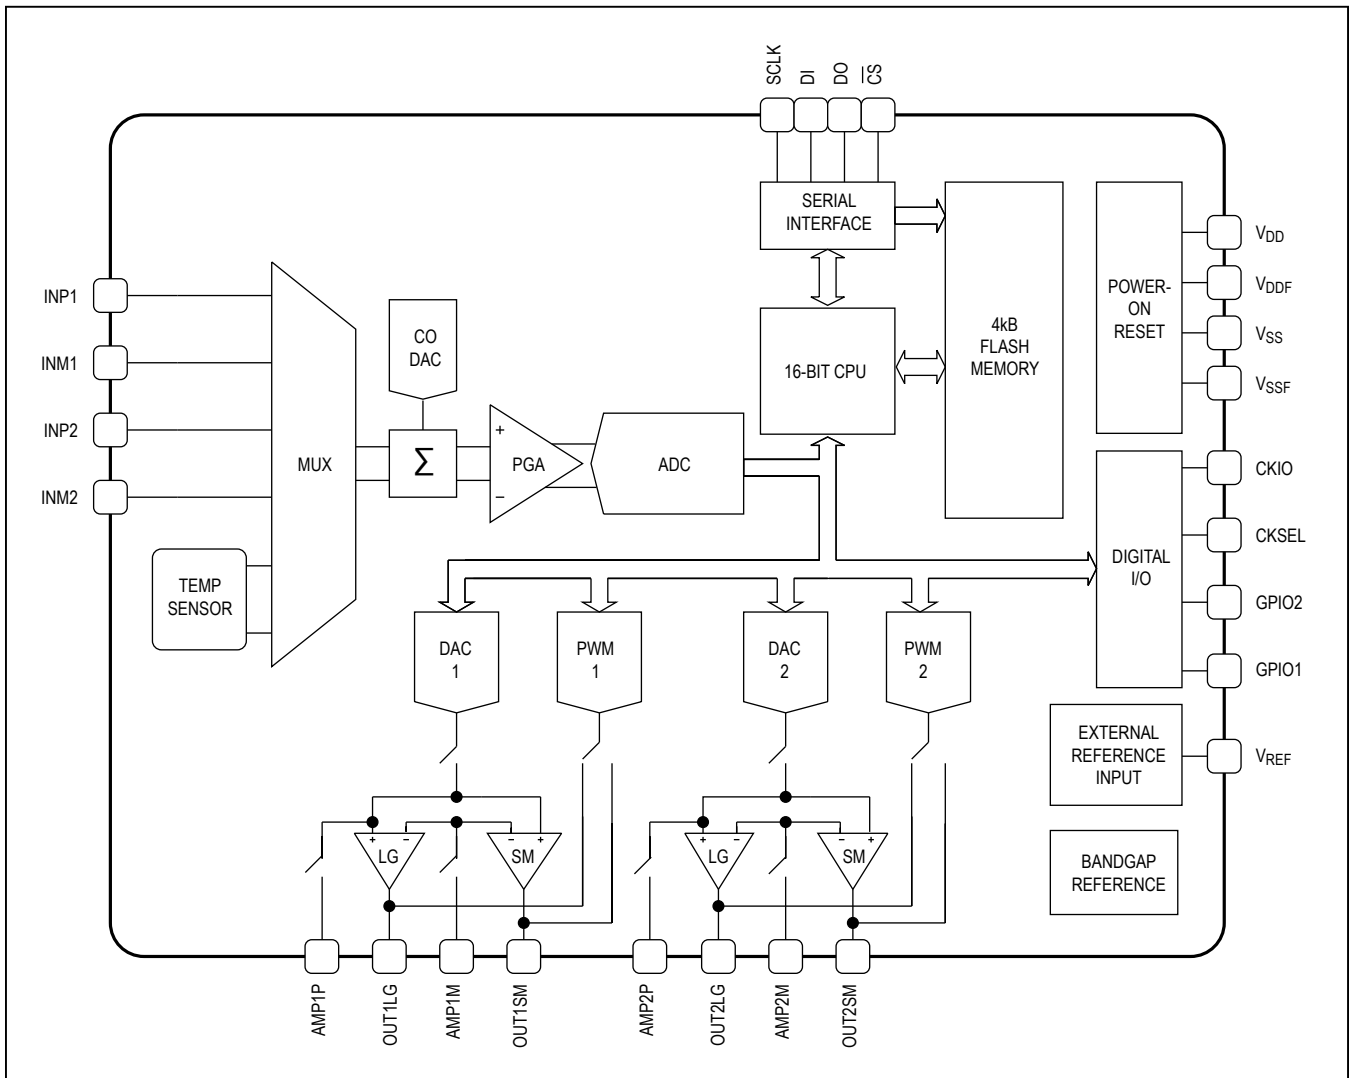 SCLK
DI
DO
CS
SERIAL
INTERFACE
4kB
FLASH
MEMORY
16-BIT CPU
POWER-
ON
RESET
VDD
VDDF
VSS
VSSF
INP1
INM1
INP2
INM2
MUX
CO
DAC
Σ
+
−
PGA
ADC
TEMP
SENSOR
DIGITAL
I/O
CKIO
CKSEL
GPIO2
GPIO1
DAC
1
PWM
1
DAC
2
PWM
2
EXTERNAL
REFERENCE
INPUT
VREF
BANDGAP
REFERENCE
+ −
LG
− +
SM
+ −
LG
− +
SM
AMP1P
OUT1LG
AMP1M
OUT1SM
AMP2P
OUT2LG
AMP2M
OUT2SM